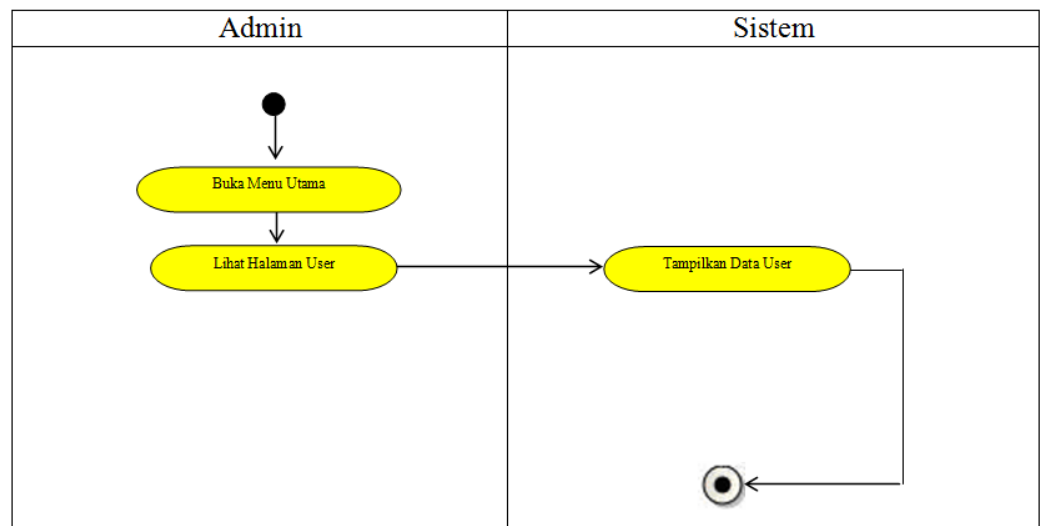 Admin
Sistem
Buka Menu Utama
Lihat Halaman User
Tampilkan Data User